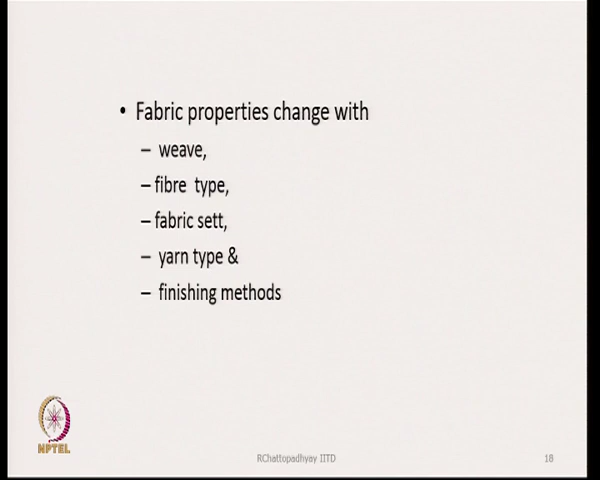 • Fabric properties change with
– weave,
– fibre type,
– fabric sett,
– yarn type &
– finishing methods
NPTEL
RChattopadhyay IITD
18